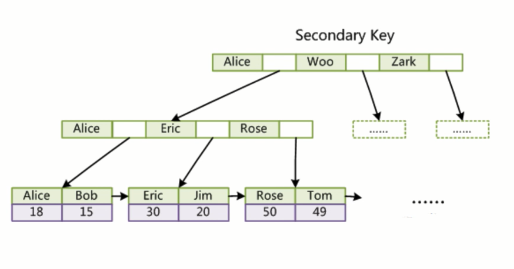 Secondary Key
Alice Woo Zark
Alice Eric Rose
...... ......
Alice Bob Eric Jim Rose Tom
18 15 30 20 50 49
......